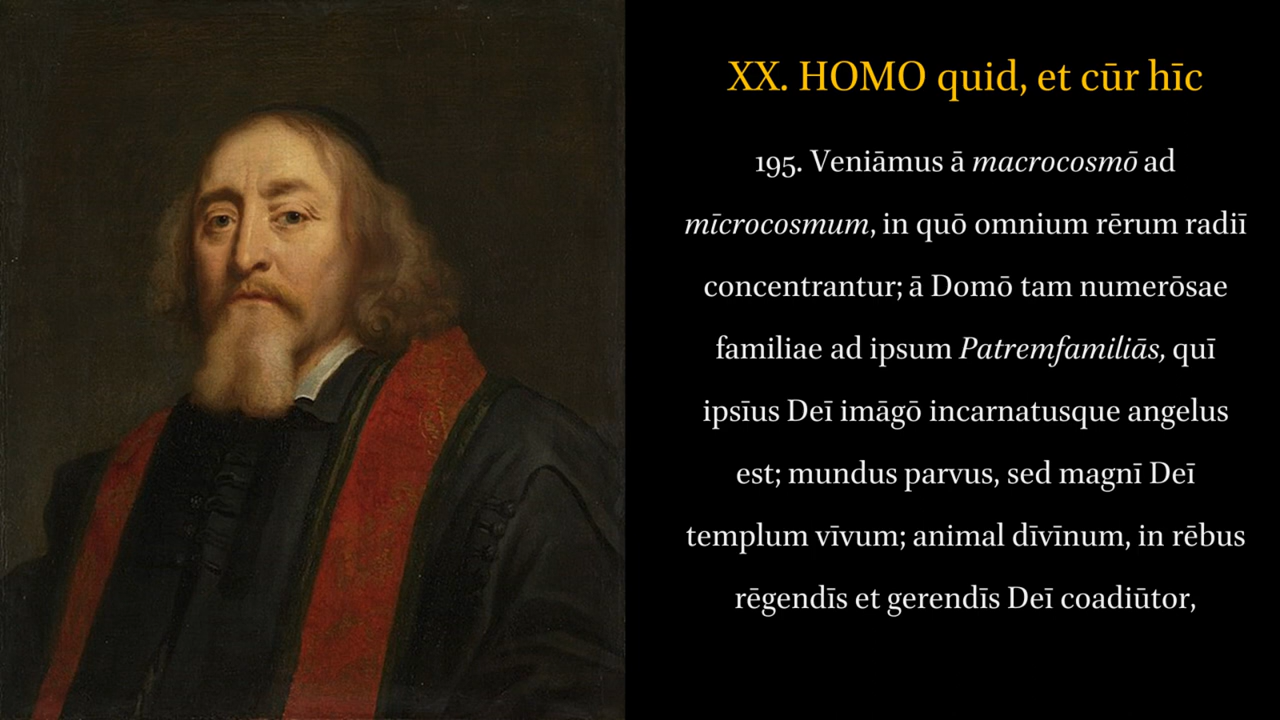 XX. HOMO quid, et cūr hīc
195. Veniāmus ā macrocosmō ad
mīcrocosmum, in quō omnium rērum radiī
concentrantur; ā Domō tam numerōsae
familiae ad ipsum Patremfamiliās, quī
ipsīus Deī imāgō incarnatusque angelus
est; mundus parvus, sed magnī Deī
templum vīvum; animal dīvīnum, in rēbus
rēgendīs et gerendīs Deī coadiūtor,